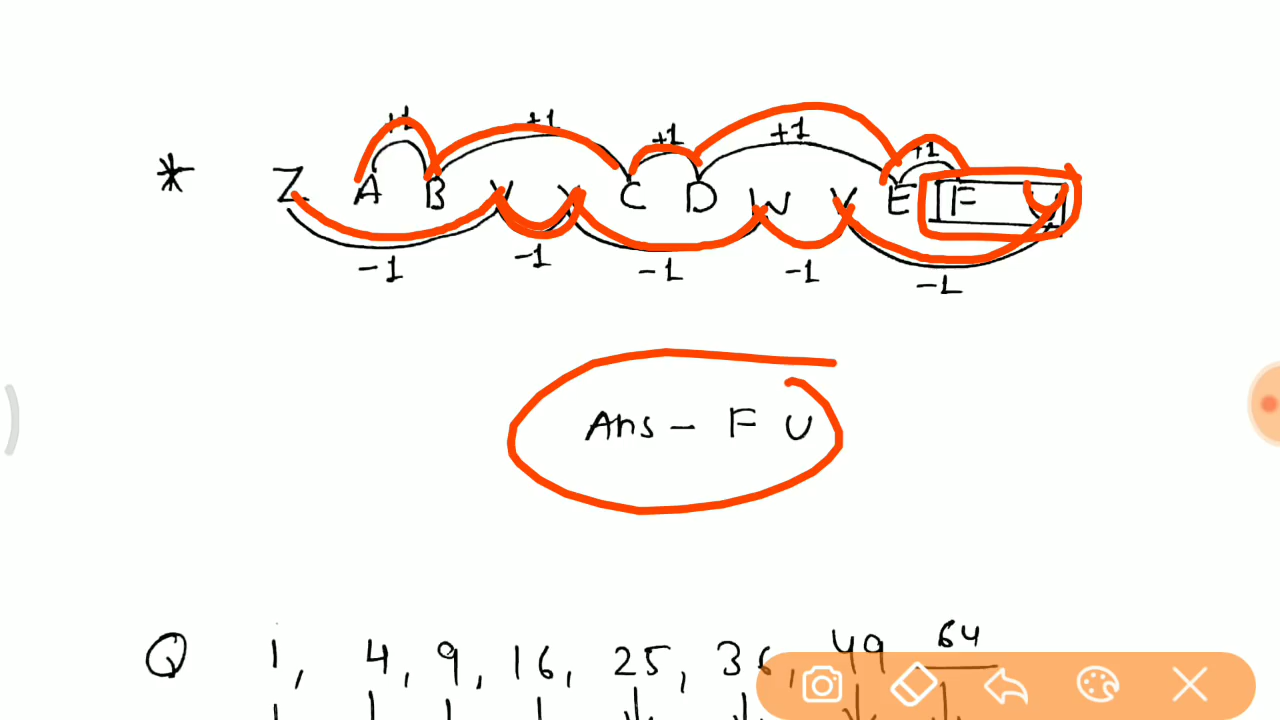 +1 +1 +1 +1 +1
* Z A B Y X C D W V E F U
-1 -1 -1 -1 -1
Ans - F U
Q 1, 4, 9, 16, 25, 36, 49 64